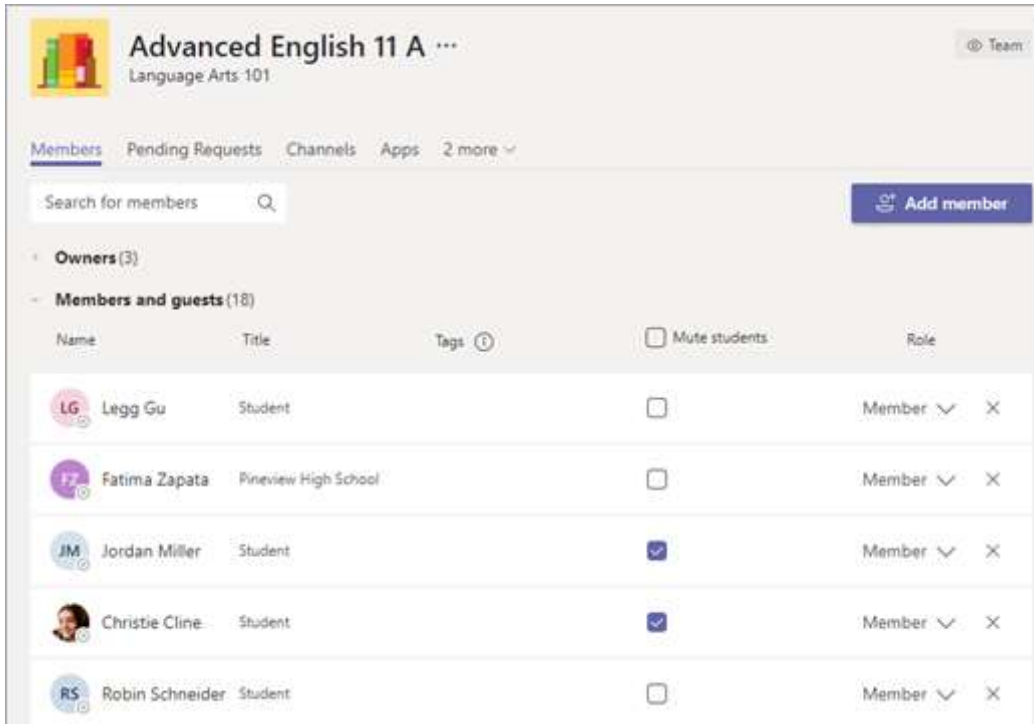 Advanced English 11 A ...
Team
Language Arts 101
Members Pending Requests Channels Apps 2 more
Search for members
Add member
Owners (3)
Members and guests (18)
Name Title Tags Mute students Role
LG Legg Gu Student Member
FZ Fatima Zapata Pineview High School Member
JM Jordan Miller Student Member
Christie Cline Student Member
RS Robin Schneider Student Member